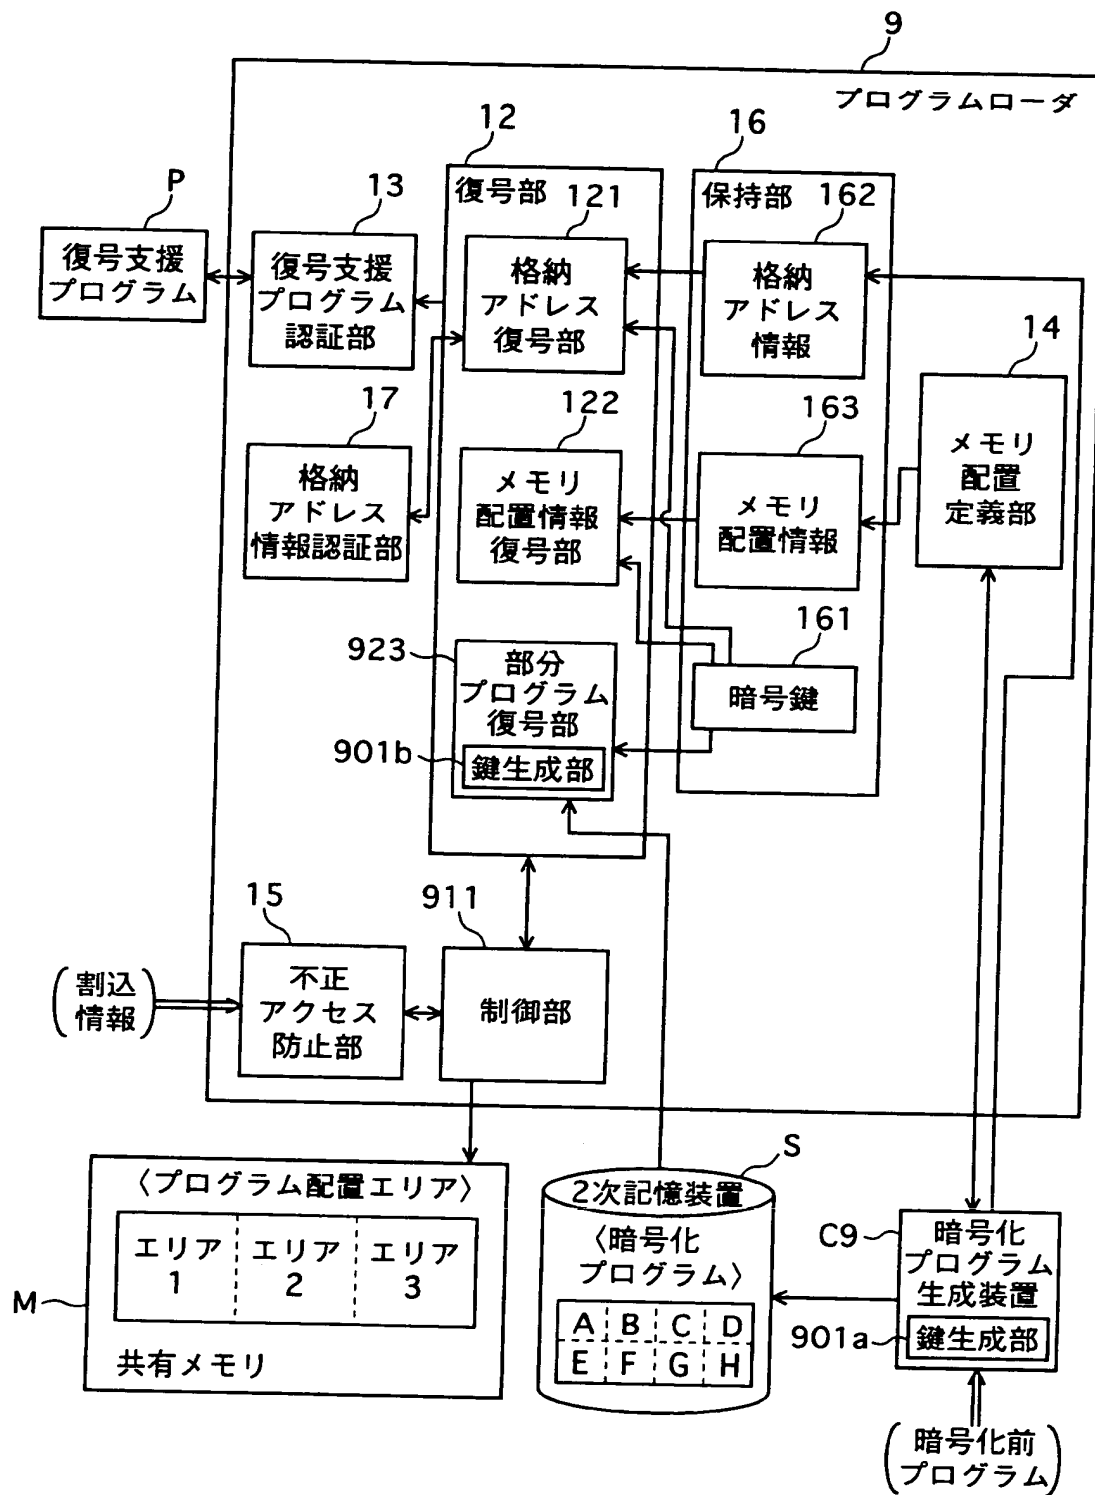 9
プログラムローダ
12
16
P
13
復号部
121
保持部
162
復号支援
プログラム
復号支援
プログラム
認証部
格納
アドレス
復号部
格納
アドレス
情報
14
17
122
163
格納
アドレス
情報認証部
メモリ
配置情報
復号部
メモリ
配置情報
メモリ
配置
定義部
923
部分
プログラム
復号部
901b
鍵生成部
161
暗号鍵
15
911
割込
情報
不正
アクセス
防止部
制御部
〈プログラム配置エリア〉
エリア
1
エリア
2
エリア
3
M
共有メモリ
S
2次記憶装置
〈暗号化
プログラム〉
A B C D
E F G H
C9
暗号化
プログラム
生成装置
901a
鍵生成部
(暗号化前
プログラム)